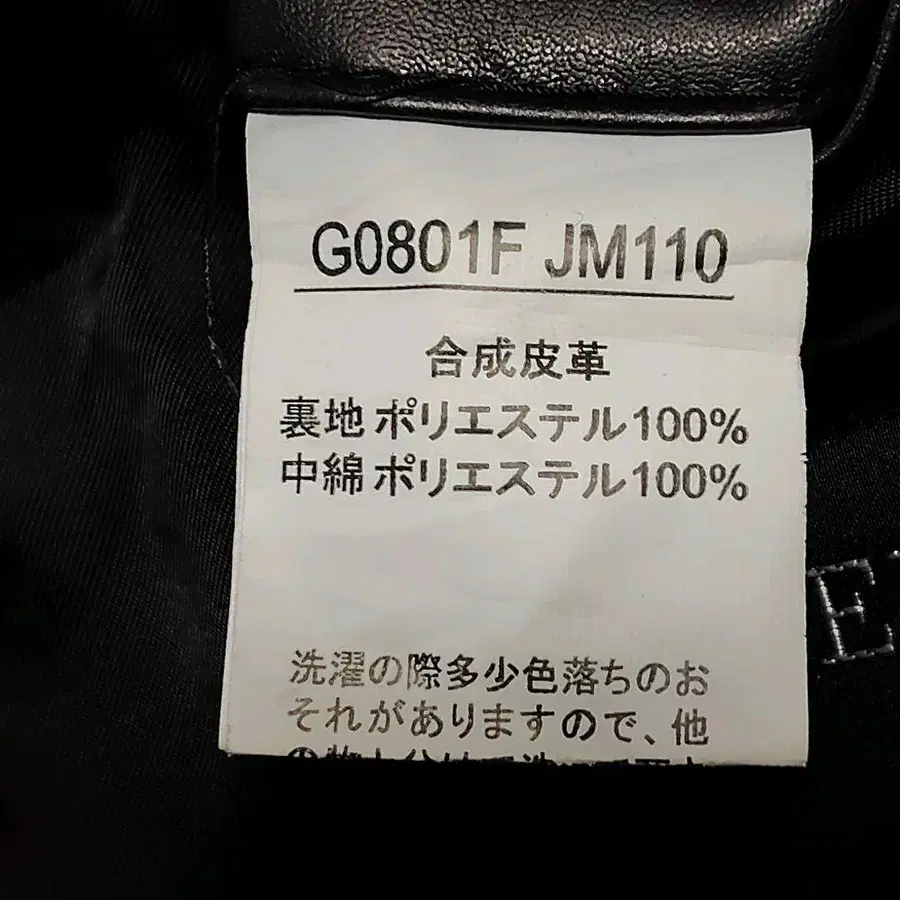 G0801F JM110
合成皮革
裏地 ポリエステル100%
中綿 ポリエステル100%
E
洗濯の際多少色落ちのお
それがありますので、他